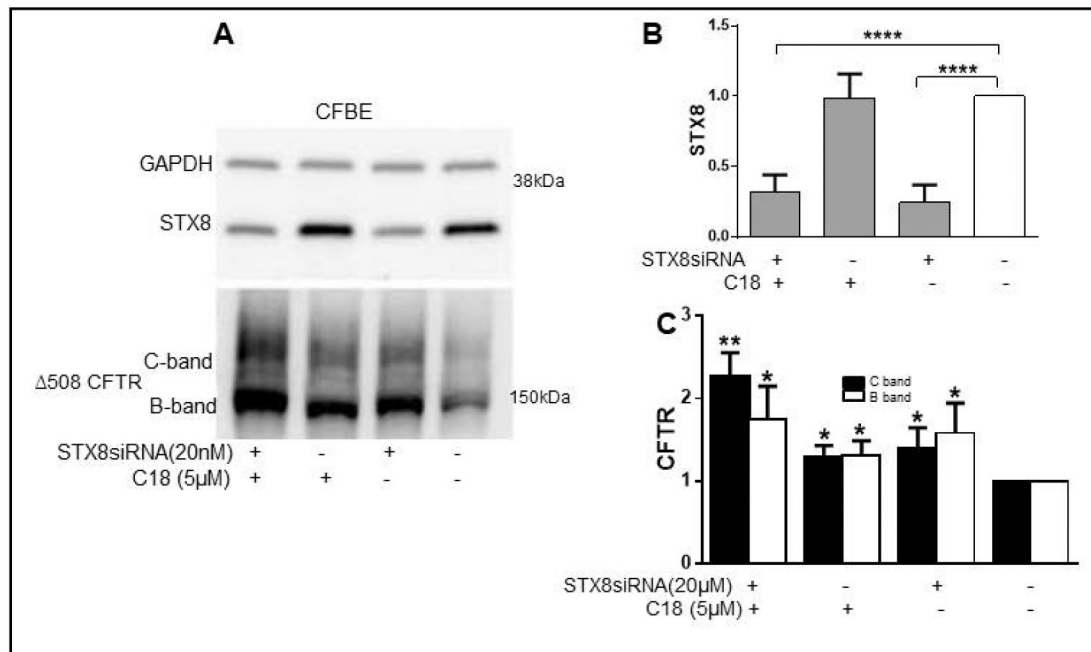 A
CFBE
GAPDH
38kDa
STX8
C-band
Δ508 CFTR
B-band
150kDa
STX8siRNA(20nM) + - + -
C18 (5µM) + + - -
B
1.5
****
****
1.0
STX8
0.5
0.0
STX8siRNA + - + -
C18 + + - -
C
3
**
*
C band
B band
2
* * * *
CFTR
1
0
STX8siRNA(20µM) + - + -
C18 (5µM) + + - -